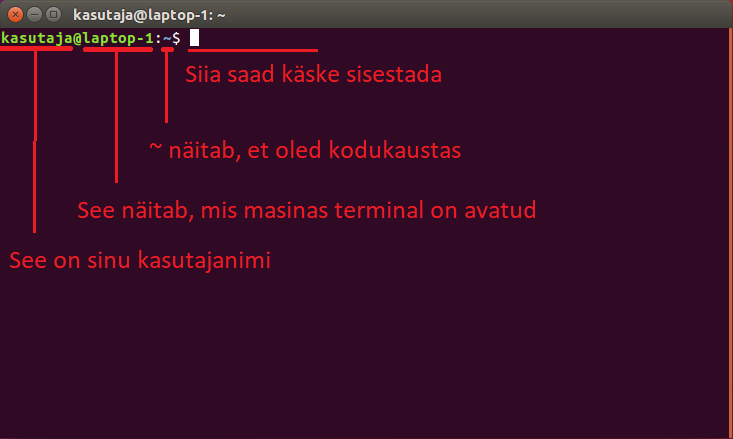 kasutaja@laptop-1: ~
kasutaja@laptop-1:~$
Siia saad käske sisestada
~ näitab, et oled kodukaustas
See näitab, mis masinas terminal on avatud
See on sinu kasutajanimi